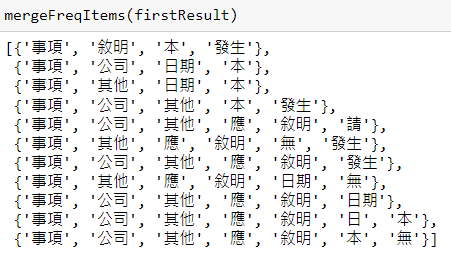 mergeFreqItems(firstResult)
[{'事項', '敘明', '本', '發生'},
{'事項', '公司', '日期', '本'},
{'事項', '其他', '日期', '本'},
{'事項', '公司', '其他', '本', '發生'},
{'事項', '公司', '其他', '應', '敘明', '請'},
{'事項', '其他', '應', '敘明', '無', '發生'},
{'事項', '公司', '其他', '應', '敘明', '發生'},
{'事項', '其他', '應', '敘明', '日期', '無'},
{'事項', '公司', '其他', '應', '敘明', '日期'},
{'事項', '公司', '其他', '應', '敘明', '日', '本'},
{'事項', '公司', '其他', '應', '敘明', '本', '無'}]